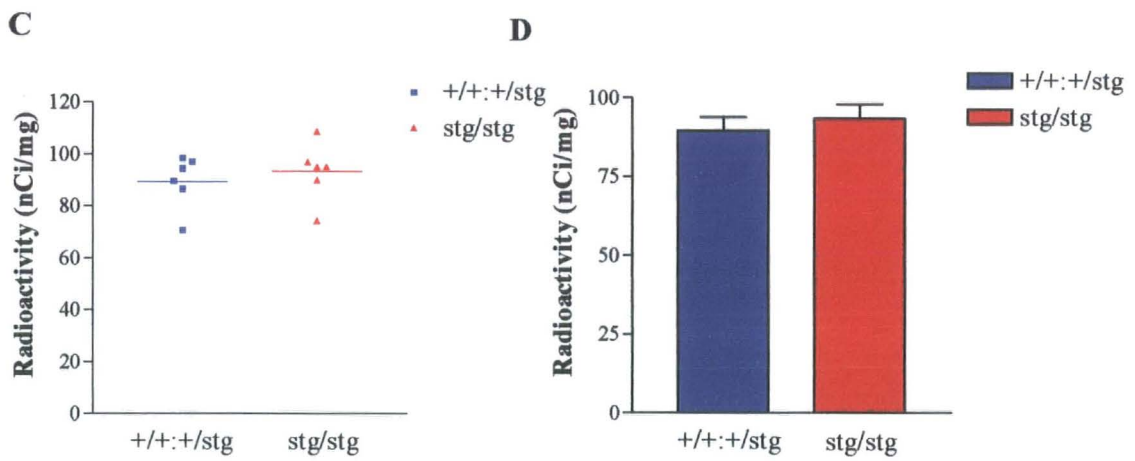 C
+/+:+/stg
stg/stg
Radioactivity (nCi/mg)
120
100
80
60
40
20
0
+/+:+/stg stg/stg
D
+/+:+/stg
stg/stg
Radioactivity (nCi/mg)
100
75
50
25
0
+/+:+/stg stg/stg